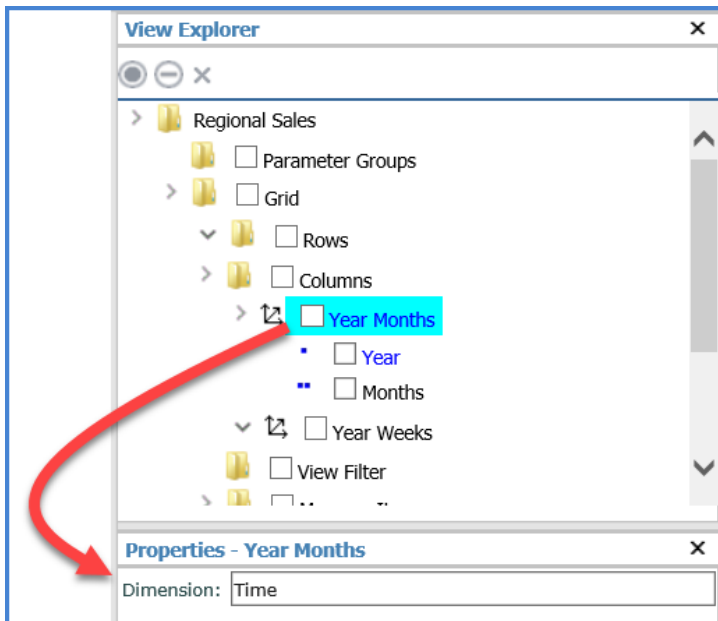 View Explorer
Regional Sales
Parameter Groups
Grid
Rows
Columns
Year Months
Year
Months
Year Weeks
View Filter
Properties - Year Months
Dimension: Time